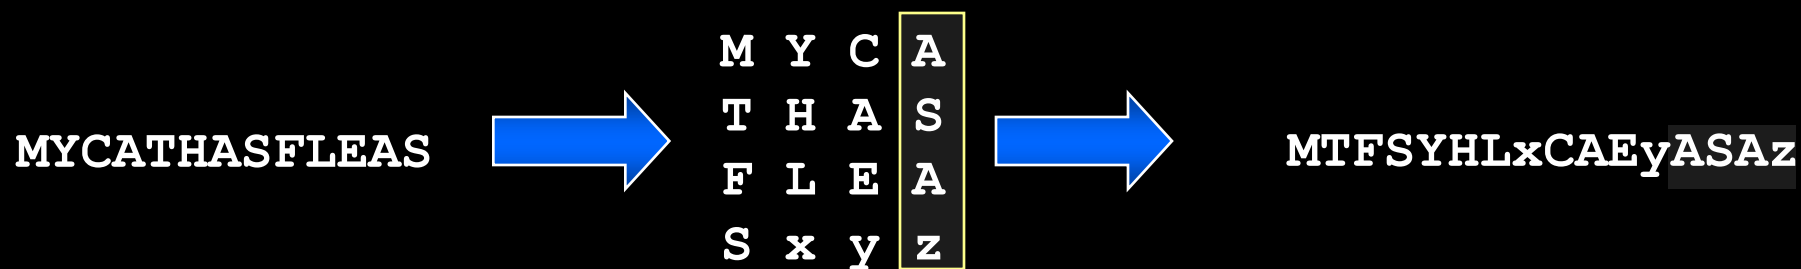 MYCATHASFLEAS
M Y C A
T H A S
F L E A
S x y z
MTFSYHLxCAEyASAz